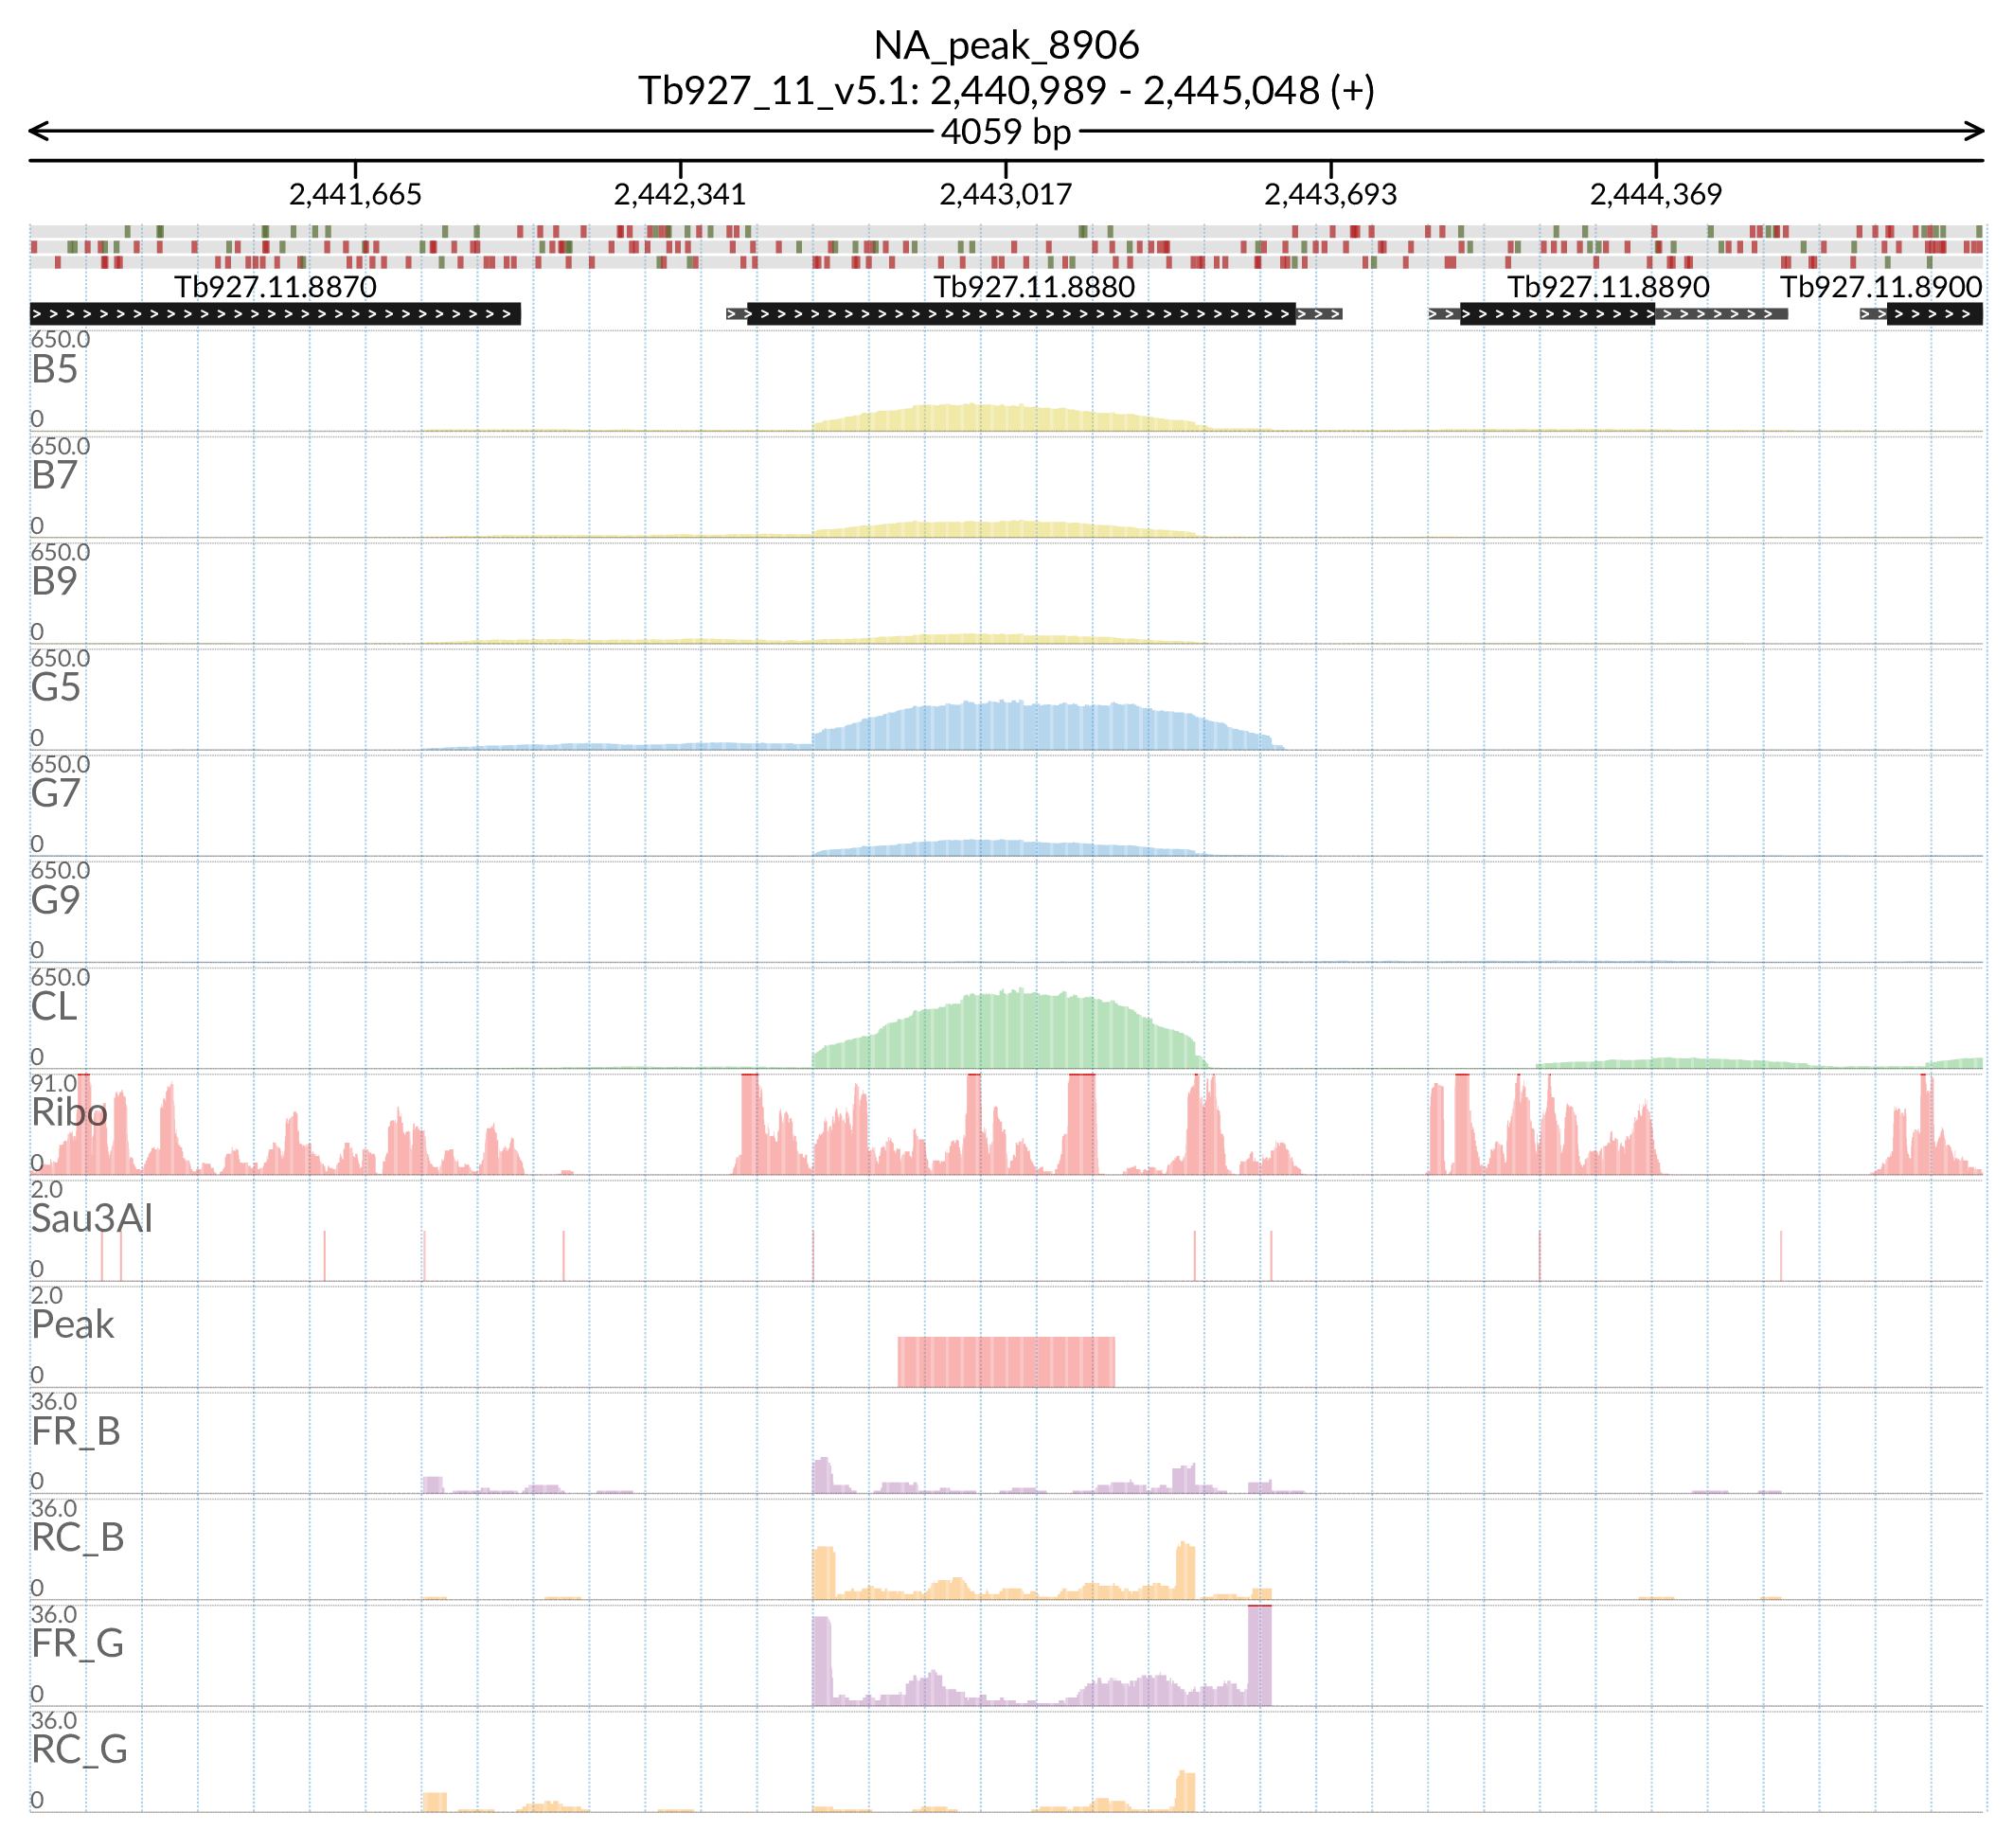 NA_peak_8906
Tb927_11_v5.1: 2,440,989 - 2,445,048 (+)
4059 bp
2,441,665 2,442,341 2,443,017 2,443,693 2,444,369
Tb927.11.8870 Tb927.11.8880 Tb927.11.8890 Tb927.11.8900
650.0
B5
0
650.0
B7
0
650.0
B9
0
650.0
G5
0
650.0
G7
0
650.0
G9
0
650.0
CL
0
91.0
Ribo
0
2.0
Sau3AI
0
2.0
Peak
0
36.0
FR_B
0
36.0
RC_B
0
36.0
FR_G
0
36.0
RC_G
0